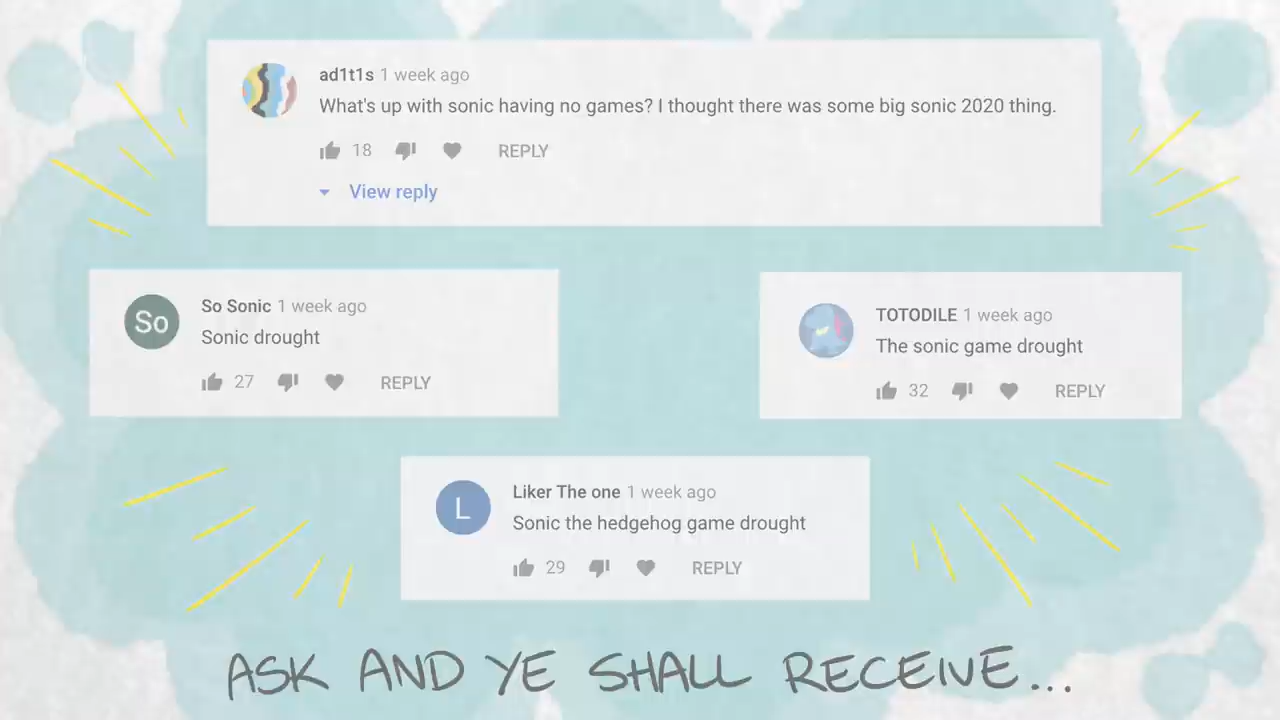 ad1t1s 1 week ago
What's up with sonic having no games? I thought there was some big sonic 2020 thing.
18 REPLY
View reply
So So Sonic 1 week ago
Sonic drought
27 REPLY
TOTODILE 1 week ago
The sonic game drought
32 REPLY
L Liker The one 1 week ago
Sonic the hedgehog game drought
29 REPLY
ASK AND YE SHALL RECEIVE...